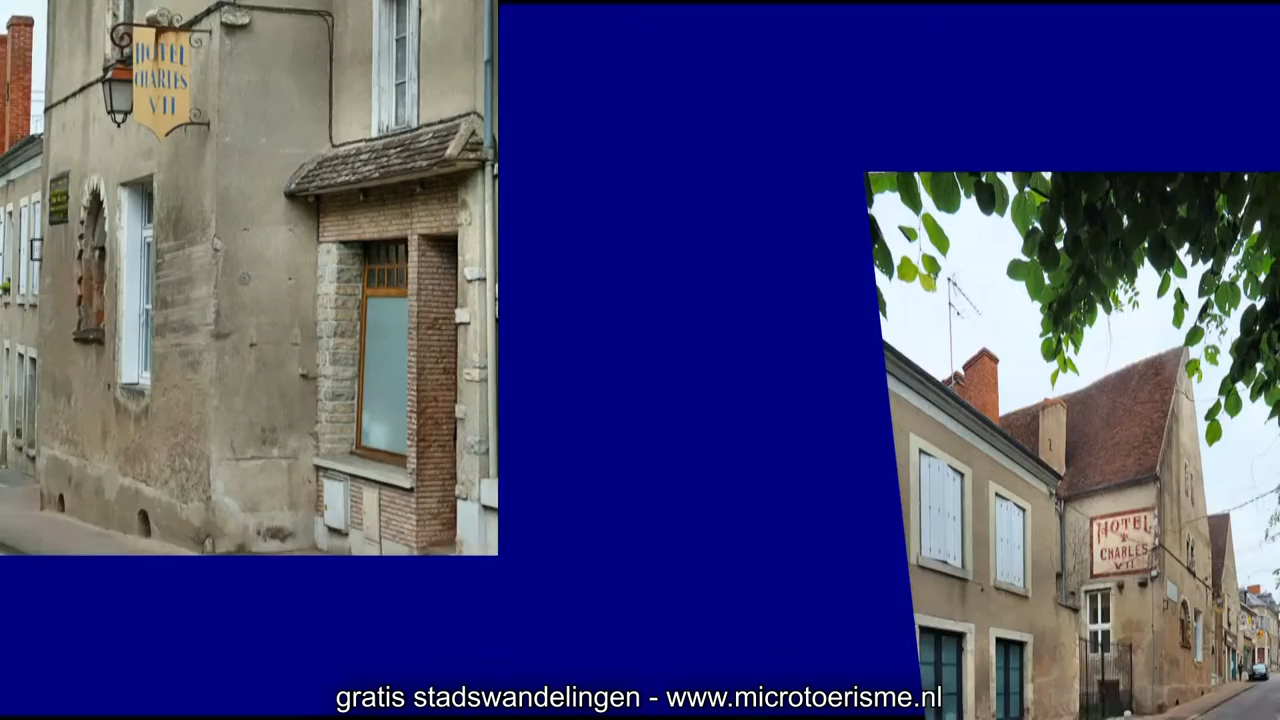 HOTEL
CHARLES
VII
HOTEL
CHARLES
VII
gratis stadswandelingen - www.microtoerisme.nl